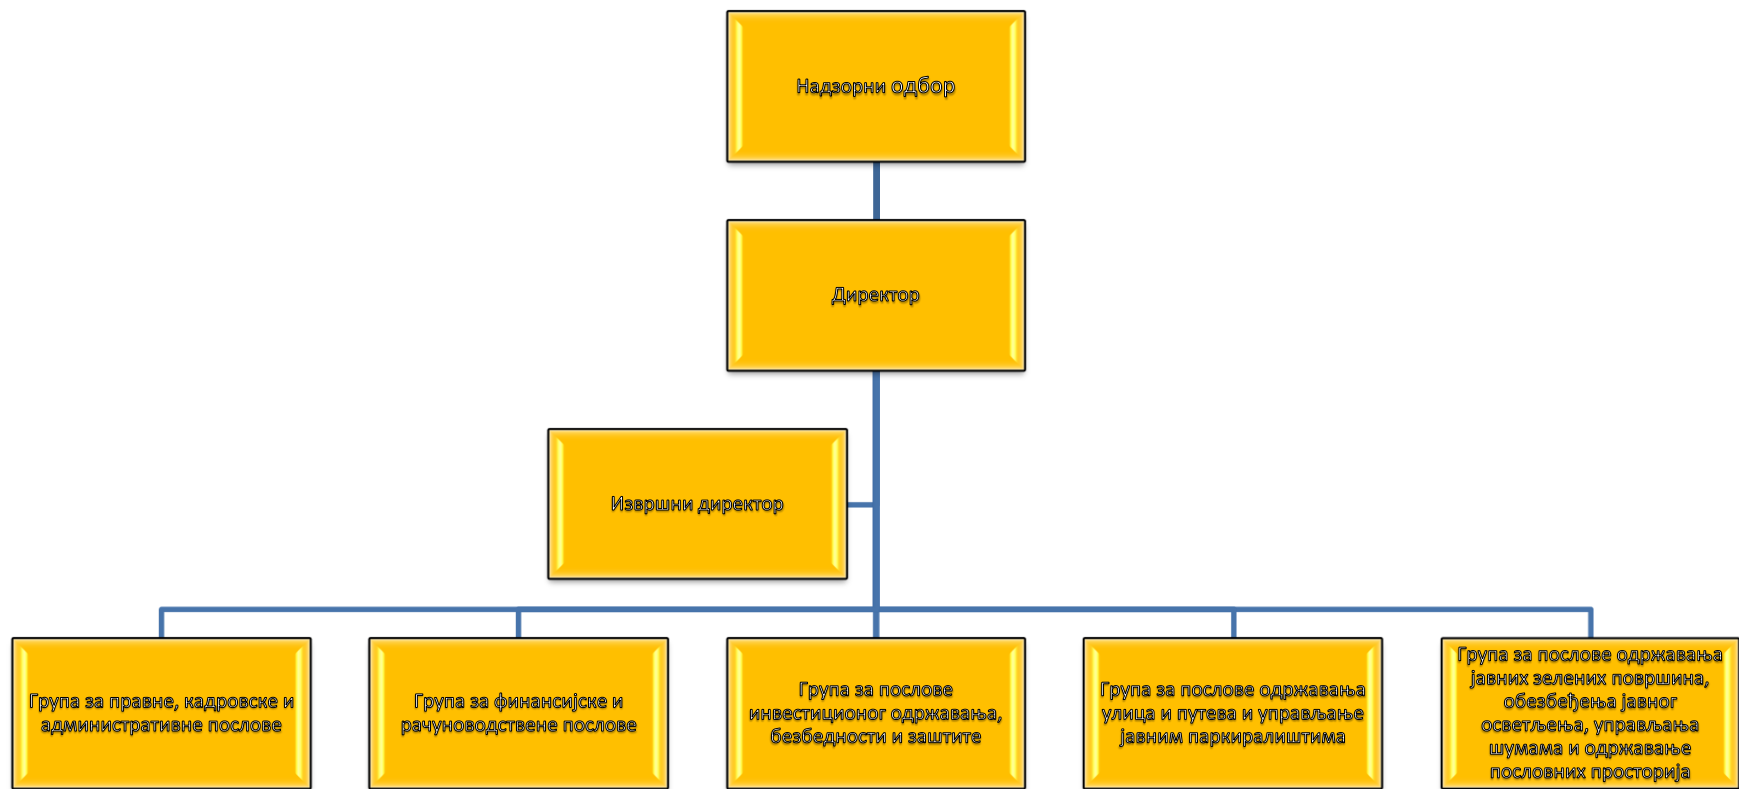 Надзорни одбор
Директор
Извршни директор
Група за правне, кадровске и
административне послове
Група за финансијске и
рачуноводствене послове
Група за послове
инвестиционог одржавања,
безбедности и заштите
Група за послове одржавања
улица и путева и управљање
јавним паркиралиштима
Група за послове одржавања
јавних зелених површина,
обезбеђења јавног
осветљења, управљања
шумама и одржавање
пословних просторија